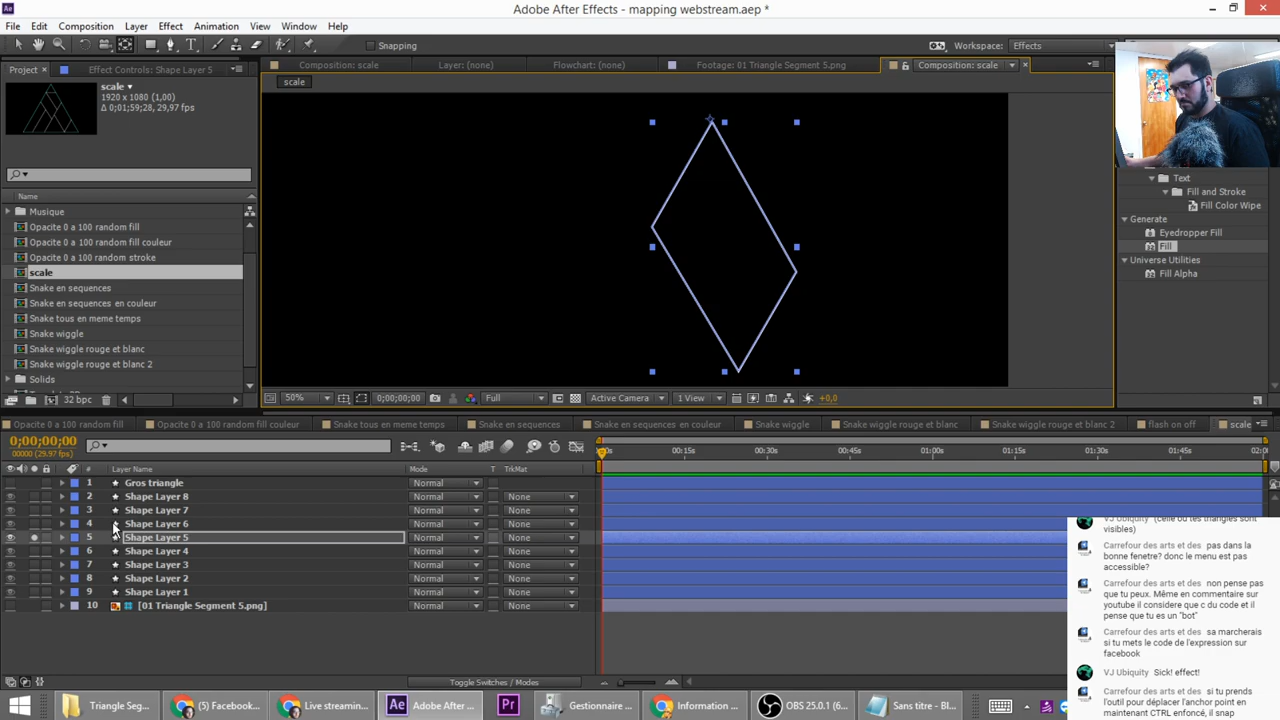 Adobe After Effects - mapping webstream.aep *
File Edit Composition Layer Effect Animation View Window Help
Snapping
Workspace: Effects
Project
Effect Controls: Shape Layer 5
Composition: scale
Layer: (none)
Flowchart: (none)
Footage: 01 Triangle Segment 5.png
Composition: scale
scale
1920 x 1080 (1,00)
Δ 0;01;59;28, 29,97 fps
scale
Name
Musique
Opacite 0 a 100 random fill
Opacite 0 a 100 random fill couleur
Opacite 0 a 100 random stroke
scale
Snake en sequences
Snake en sequences en couleur
Snake tous en meme temps
Snake wiggle
Snake wiggle rouge et blanc
Snake wiggle rouge et blanc 2
Solids
32 bpc
50%
0;00;00;00
Full
Active Camera
1 View
+0,0
Text
Fill and Stroke
Fill Color Wipe
Generate
Eyedropper Fill
Fill
Universe Utilities
Fill Alpha
Opacite 0 a 100 random fill
Opacite 0 a 100 random fill couleur
Snake tous en meme temps
Snake en sequences
Snake en sequences en couleur
Snake wiggle
Snake wiggle rouge et blanc
Snake wiggle rouge et blanc 2
flash on off
scale
0;00;00;00
00000 (29.97 fps)
00:15s 00:30s 00:45s 01:00s 01:15s 01:30s 01:45s
# Layer Name Mode T TrkMat
1 Gros triangle Normal
2 Shape Layer 8 Normal None
3 Shape Layer 7 Normal None
4 Shape Layer 6 Normal None
5 Shape Layer 5 Normal None
6 Shape Layer 4 Normal None
7 Shape Layer 3 Normal None
8 Shape Layer 2 Normal None
9 Shape Layer 1 Normal None
10 [01 Triangle Segment 5.png] Normal None
Toggle Switches / Modes
VJ Ubiquity (celle ou tes triangles sont
visibles)
Carrefour des arts et des pas dans la
bonne fenetre? donc le menu est pas
accessible?
Carrefour des arts et des non pense pas
que tu peux. Même en commentaire sur
youtube il considere que c du code et il
pense que tu es un "bot"
Carrefour des arts et des sa marcherais
si tu mets le code de l'expression sur
facebook
VJ Ubiquity Sick! effect!
Carrefour des arts et des si tu prends
l'outil pour déplacer l'anchor point en
maintenant CTRL enfoncé, il snap
Triangle Seg...
(5) Facebook...
Live streamin...
Adobe After ...
Gestionnaire ...
Information ...
OBS 25.0.1 (6...
Sans titre – Bl...